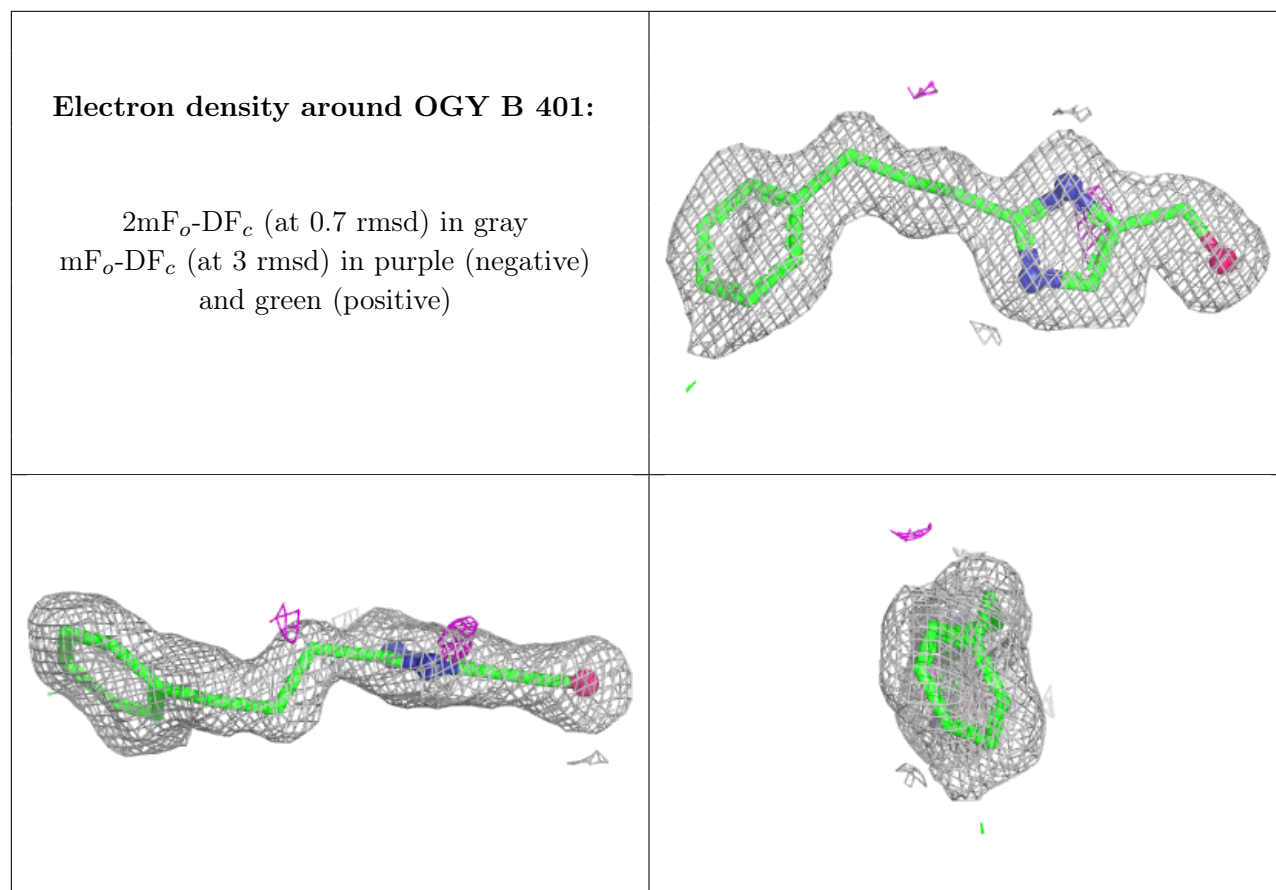 Electron density around OGY B 401:
2mFo-DFc (at 0.7 rmsd) in gray
mFo-DFc (at 3 rmsd) in purple (negative)
and green (positive)